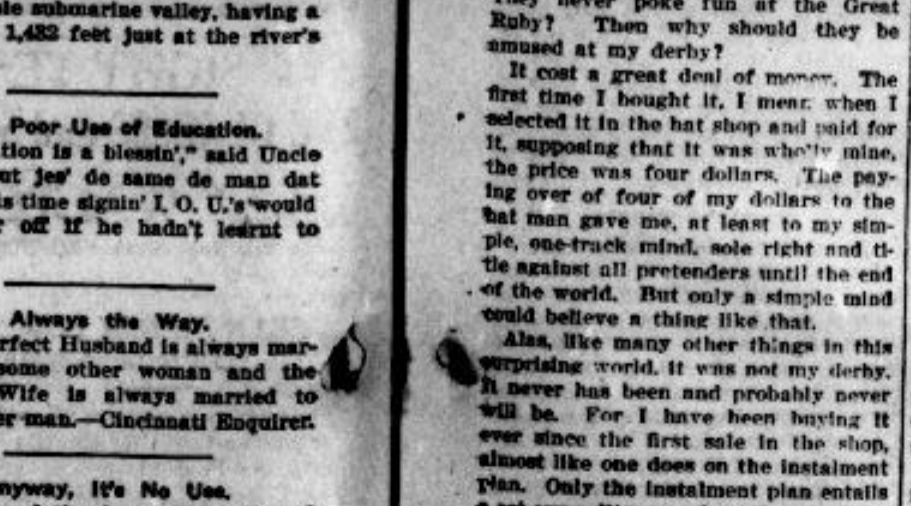 submarine valley, having a
1,482 feet just at the river's
Poor Use of Education.
tion is a blessin'," said Uncle
ut jes' de same de man dat
is time signin' I. O. U.'s would
off if he hadn't learnt to
Always the Way.
rfect Husband is always mar-
some other woman and the
Wife is always married to
er man.—Cincinnati Enquirer.
nyway, It's No Use.
They never poke fun at the Great
Ruby? Then why should they be
amused at my derby?
It cost a great deal of money. The
first time I bought it, I mean when I
selected it in the hat shop and paid for
it, supposing that it was wholly mine,
the price was four dollars. The pay-
ing over of four of my dollars to the
hat man gave me, at least to my sim-
ple, one-track mind, sole right and ti-
tle against all pretenders until the end
of the world. But only a simple mind
could believe a thing like that.
Alas, like many other things in this
surprising world, it was not my derby.
It never has been and probably never
will be. For I have been buying it
ever since the first sale in the shop,
almost like one does on the instalment
plan. Only the instalment plan entails